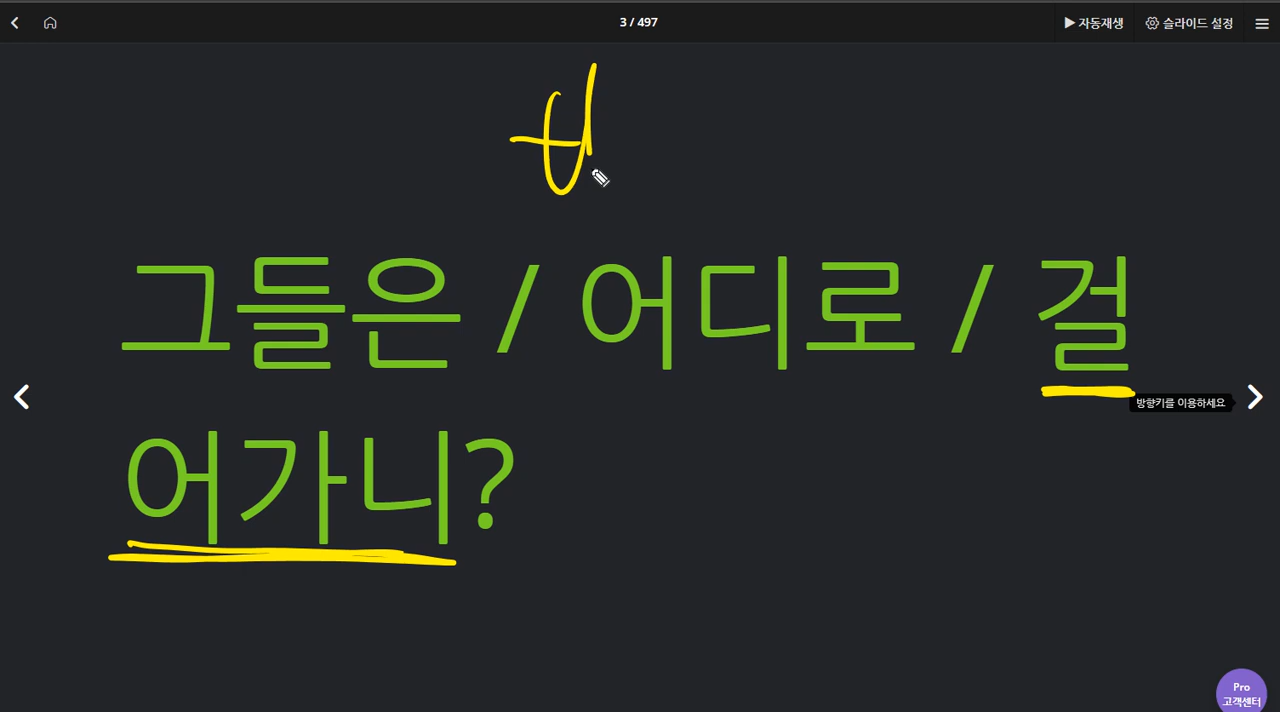 3 / 497
자동재생
슬라이드 설정
그들은 / 어디로 / 걸
어가니?
방향키를 이용하세요
Pro
고객센터